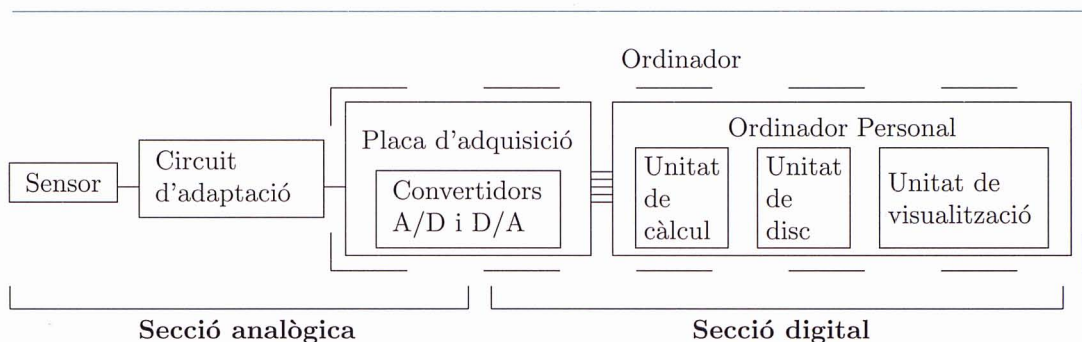 Ordinador
Sensor
Circuit
d'adaptació
Placa d'adquisició
Convertidors
A/D i D/A
Ordinador Personal
Unitat
de
càlcul
Unitat
de
disc
Unitat de
visualització
Secció analògica
Secció digital